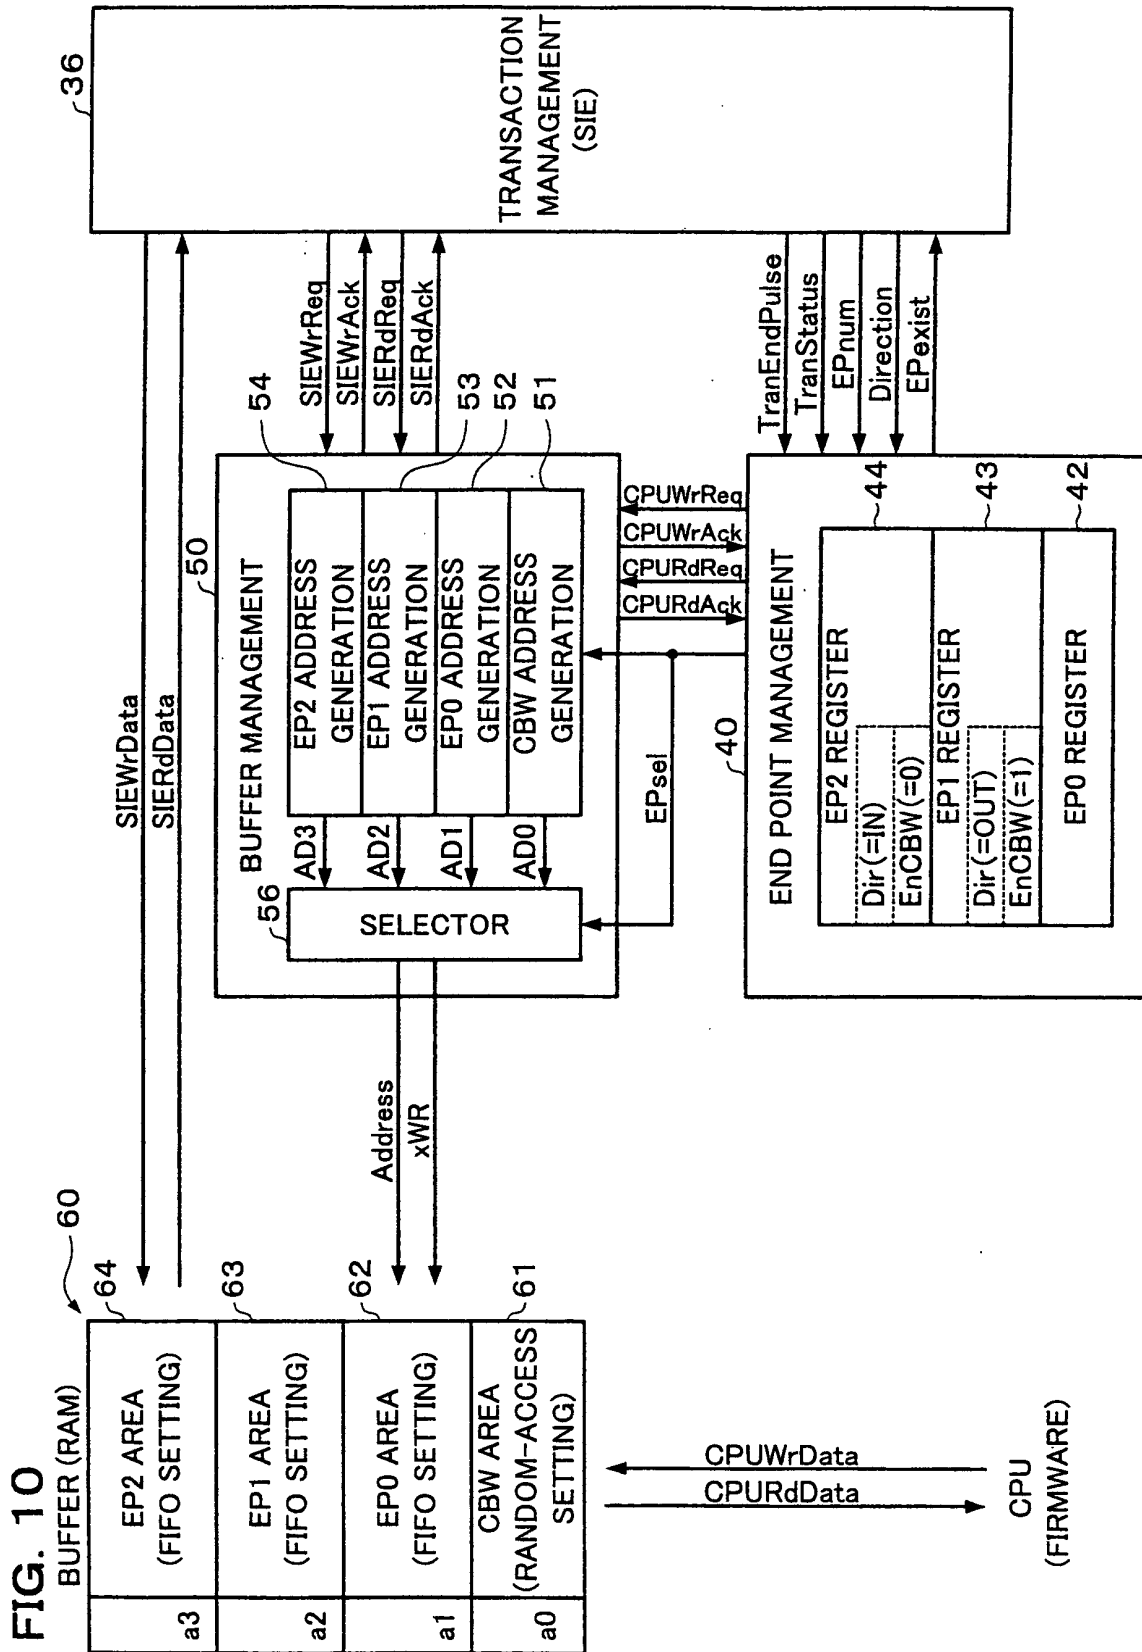 FIG. 10
BUFFER (RAM)
60
a3
EP2 AREA
(FIFO SETTING)
64
a2
EP1 AREA
(FIFO SETTING)
63
a1
EP0 AREA
(FIFO SETTING)
62
a0
CBW AREA
(RANDOM-ACCESS
SETTING)
61
CPUWrData
CPURdData
CPU
(FIRMWARE)
SIEWrData
SIERdData
Address
xWR
50
BUFFER MANAGEMENT
56
SELECTOR
AD3
AD2
AD1
AD0
EP2 ADDRESS
GENERATION
54
EP1 ADDRESS
GENERATION
53
EP0 ADDRESS
GENERATION
52
CBW ADDRESS
GENERATION
51
SIEWrReq
SIEWrAck
SIERdReq
SIERdAck
36
TRANSACTION
MANAGEMENT
(SIE)
EPsel
CPUWrReq
CPUWrAck
CPURdReq
CPURdAck
40
END POINT MANAGEMENT
EP2 REGISTER
44
Dir(=IN)
EnCBW(=0)
EP1 REGISTER
43
Dir(=OUT)
EnCBW(=1)
EP0 REGISTER
42
TranEndPulse
TranStatus
EPnum
Direction
EPexist